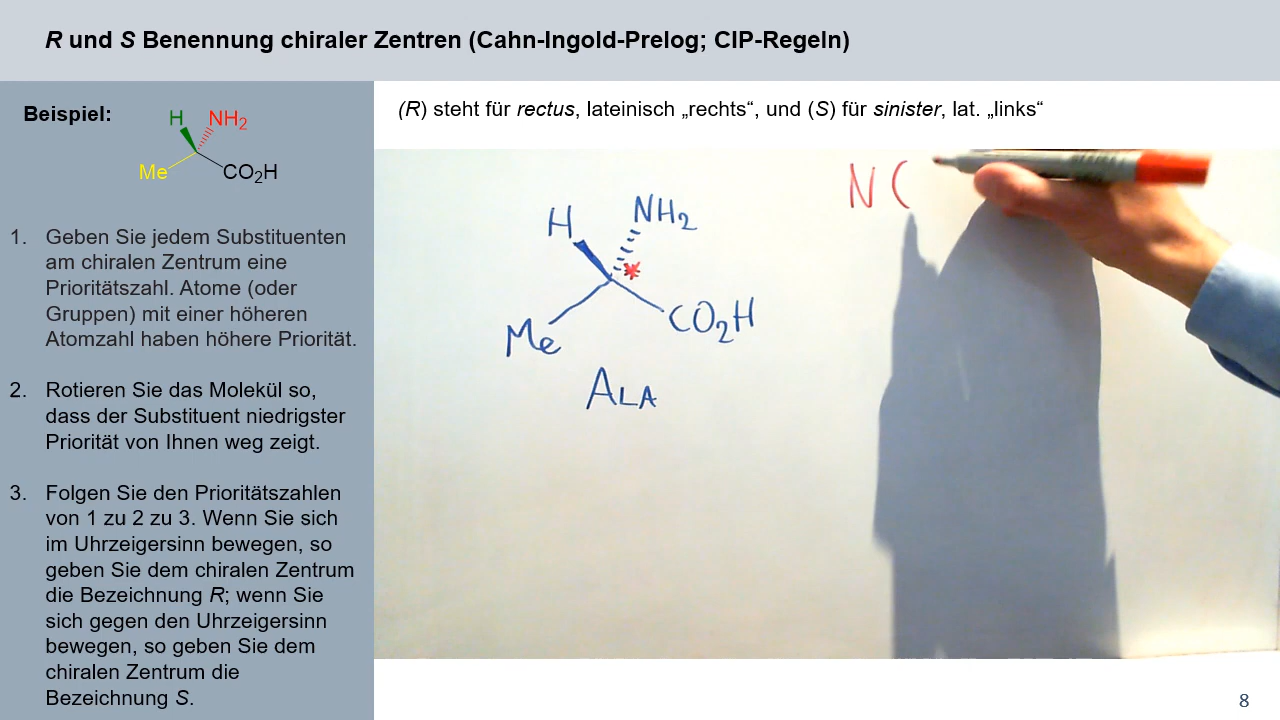 R und S Benennung chiraler Zentren (Cahn-Ingold-Prelog; CIP-Regeln)
Beispiel:
H NH2
Me CO2H
1. Geben Sie jedem Substituenten
am chiralen Zentrum eine
Prioritätszahl. Atome (oder
Gruppen) mit einer höheren
Atomzahl haben höhere Priorität.
2. Rotieren Sie das Molekül so,
dass der Substituent niedrigster
Priorität von Ihnen weg zeigt.
3. Folgen Sie den Prioritätszahlen
von 1 zu 2 zu 3. Wenn Sie sich
im Uhrzeigersinn bewegen, so
geben Sie dem chiralen Zentrum
die Bezeichnung R; wenn Sie
sich gegen den Uhrzeigersinn
bewegen, so geben Sie dem
chiralen Zentrum die
Bezeichnung S.
(R) steht für rectus, lateinisch „rechts“, und (S) für sinister, lat. „links“
N (
H NH2
*
Me CO2H
ALA
8